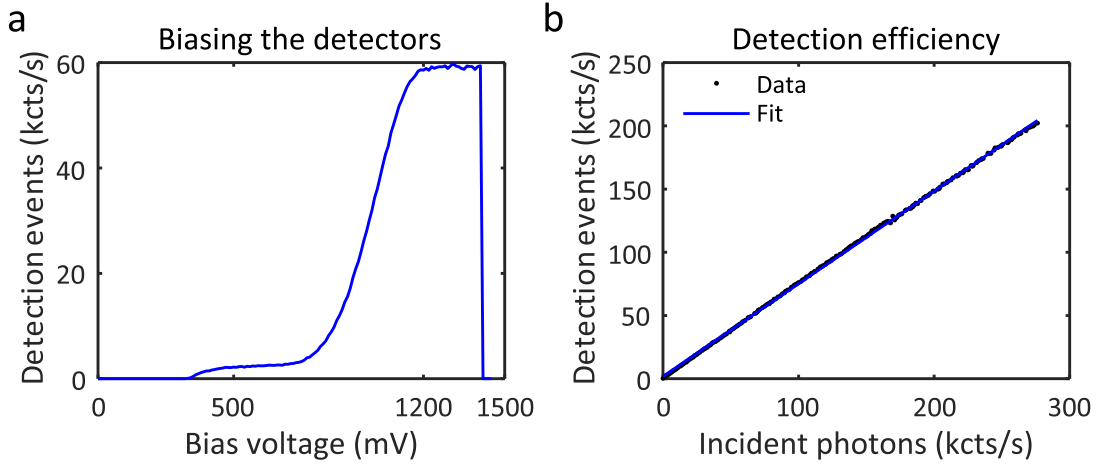 a
Biasing the detectors
Detection events (kcts/s)
60
40
20
0
0 500 1200 1500
Bias voltage (mV)
b
Detection efficiency
Detection events (kcts/s)
250
200
150
100
50
0
Data
Fit
0 100 200 300
Incident photons (kcts/s)